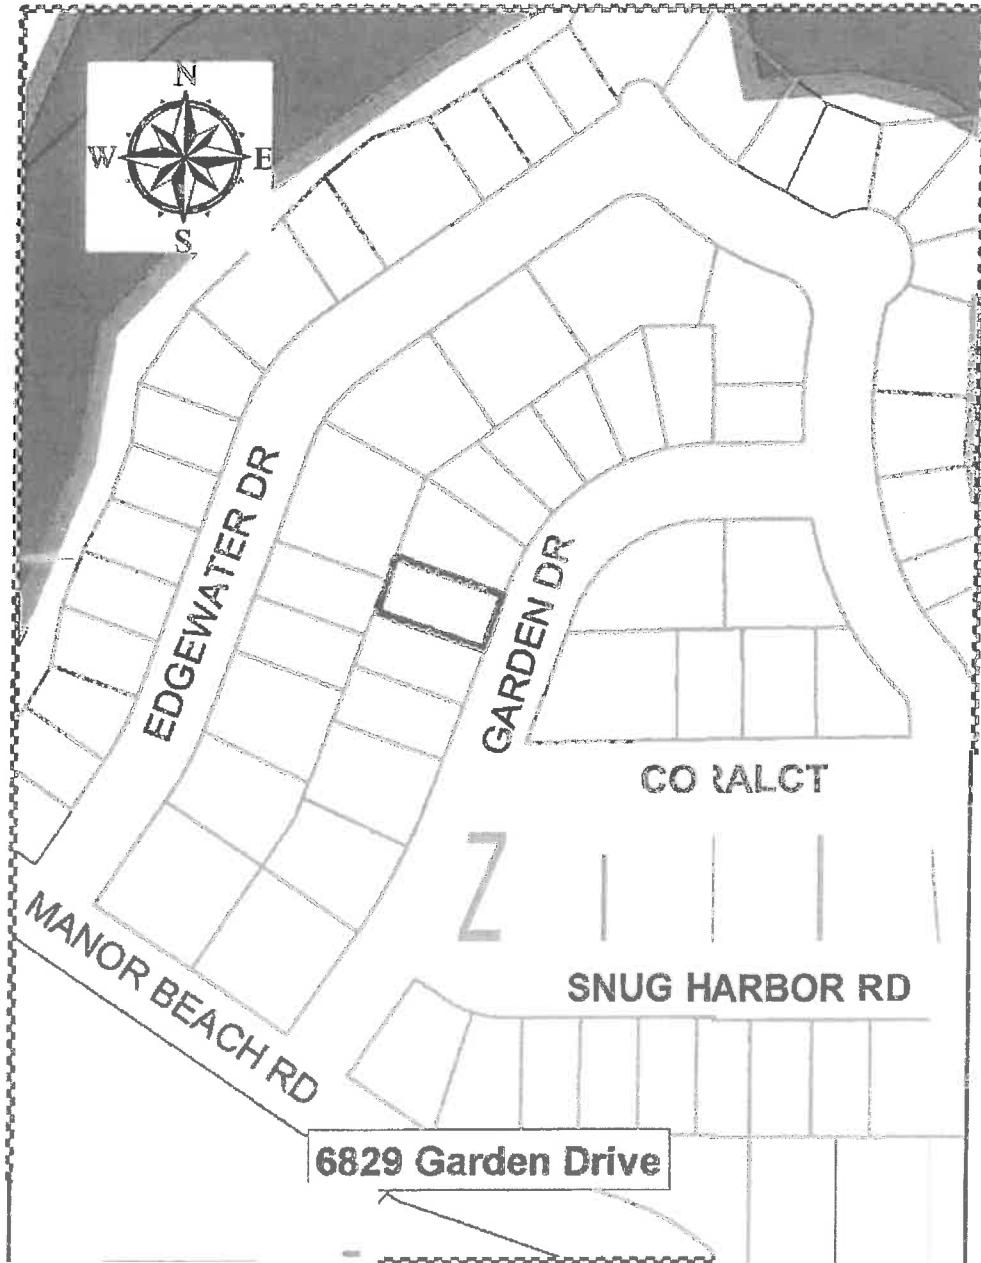 N
W E
S
EDGEWATER DR
GARDEN DR
CO RALCT
Z
SNUG HARBOR RD
MANOR BEACH RD
6829 Garden Drive